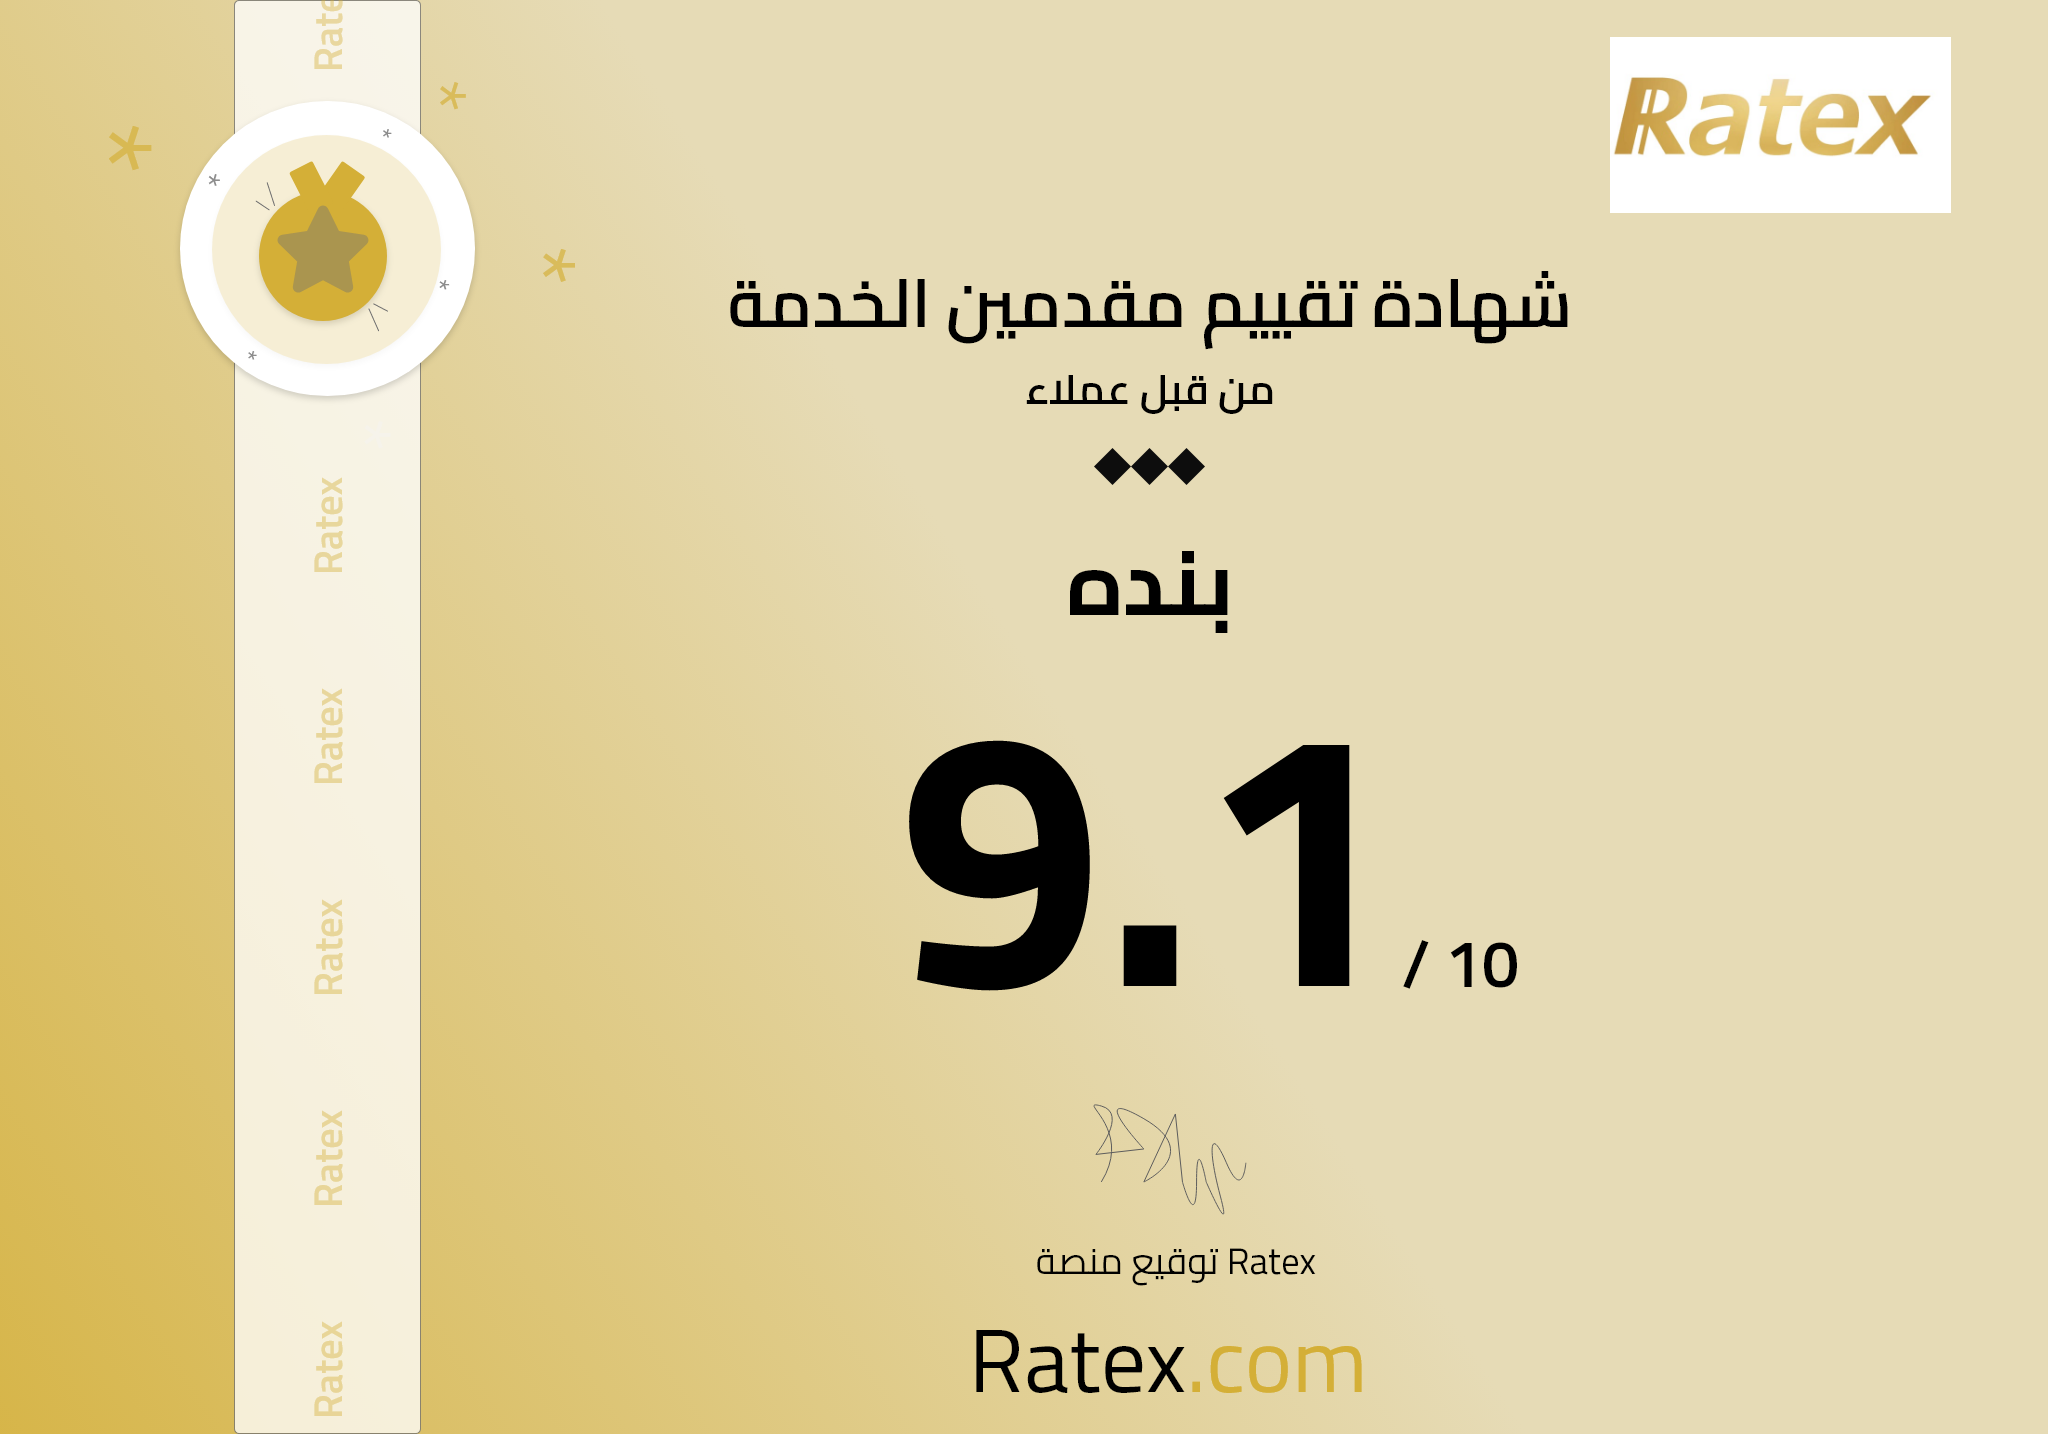 Ratex
شهادة تقييم مقدمين الخدمة
من قبل عملاء
بنده
9.1 / 10
توقيع منصة Ratex
Ratex.com
Rate
Ratex
Ratex
Ratex
Ratex
Ratex